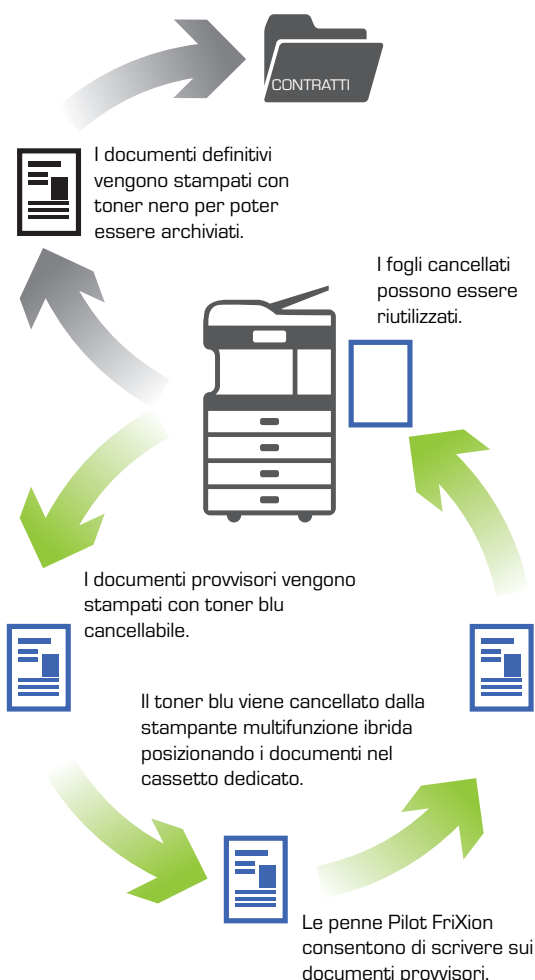 CONTRATTI
I documenti definitivi
vengono stampati con
toner nero per poter
essere archiviati.
I fogli cancellati
possono essere
riutilizzati.
I documenti provvisori vengono
stampati con toner blu
cancellabile.
Il toner blu viene cancellato dalla
stampante multifunzione ibrida
posizionando i documenti nel
cassetto dedicato.
Le penne Pilot FriXion
consentono di scrivere sui
documenti provvisori.